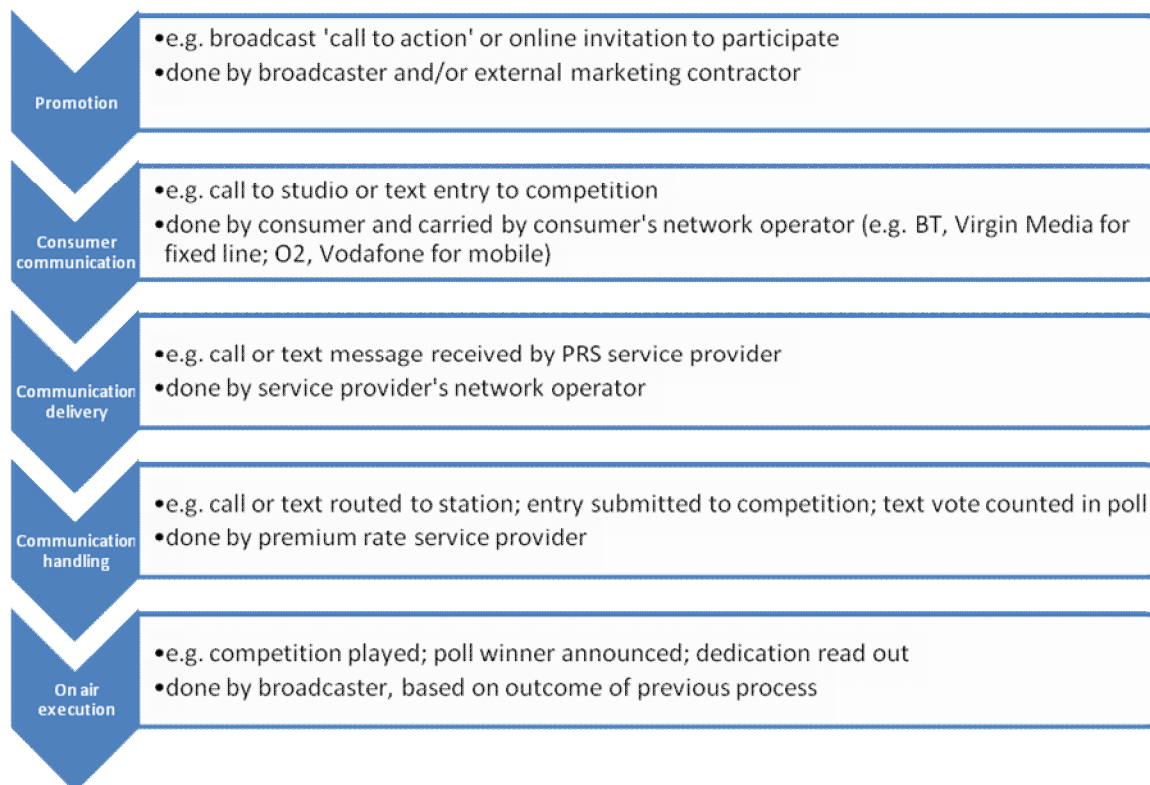 Promotion
•e.g. broadcast 'call to action' or online invitation to participate
•done by broadcaster and/or external marketing contractor
Consumer
communication
•e.g. call to studio or text entry to competition
•done by consumer and carried by consumer's network operator (e.g. BT, Virgin Media for
fixed line; O2, Vodafone for mobile)
Communication
delivery
•e.g. call or text message received by PRS service provider
•done by service provider's network operator
Communication
handling
•e.g. call or text routed to station; entry submitted to competition; text vote counted in poll
•done by premium rate service provider
On air
execution
•e.g. competition played; poll winner announced; dedication read out
•done by broadcaster, based on outcome of previous process